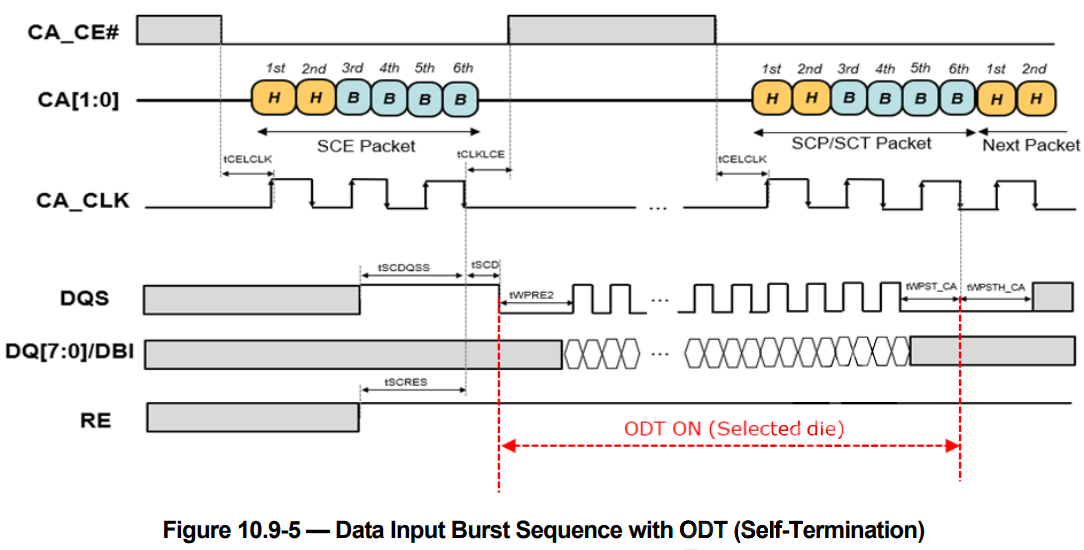 CA_CE#
1st 2nd 3rd 4th 5th 6th 1st 2nd 3rd 4th 5th 6th 1st 2nd
CA[1:0] H H B B B B H H B B B B H H
SCE Packet SCP/SCT Packet Next Packet
tCELCLK tCLKLCE tCELCLK
CA_CLK ...
tSCDQSS tSCD
DQS tWPRE2 ... tWPST_CA tWPSTH_CA
DQ[7:0]/DBI ...
tSCRES
RE
ODT ON (Selected die)
Figure 10.9-5 — Data Input Burst Sequence with ODT (Self-Termination)